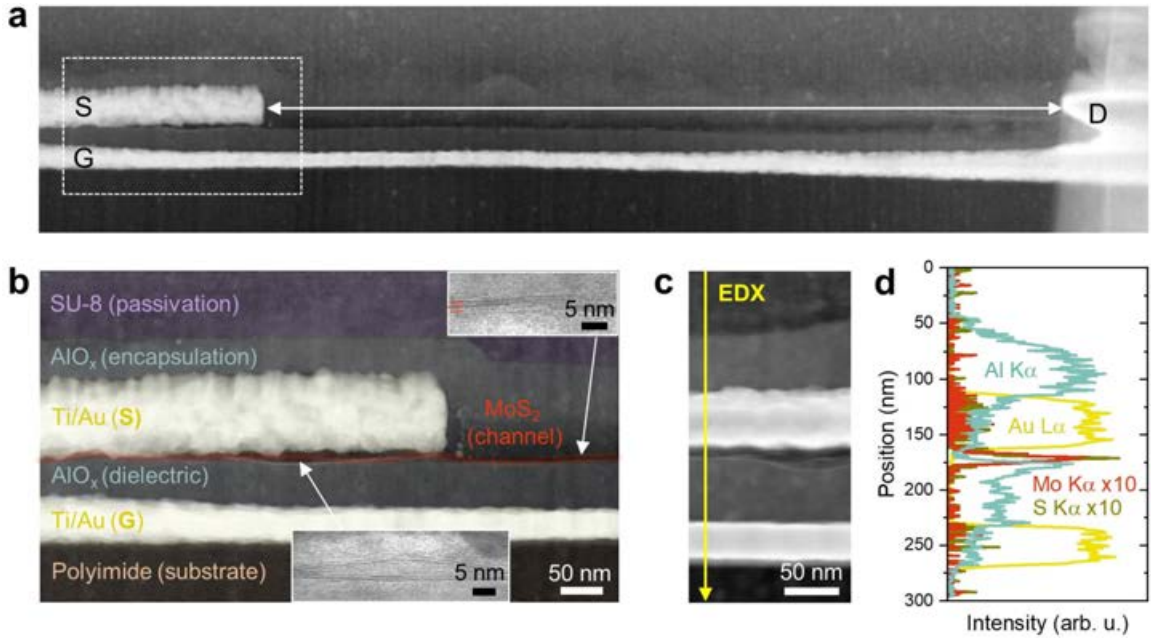 a
S
D
G
b
SU-8 (passivation)
5 nm
AlOₓ (encapsulation)
Ti/Au (S)
MoS₂
(channel)
AlOₓ (dielectric)
Ti/Au (G)
5 nm
50 nm
Polyimide (substrate)
c
EDX
50 nm
d
0
50
100
150
200
250
300
Position (nm)
Al Kα
Au Lα
Mo Kα x10
S Kα x10
Intensity (arb. u.)